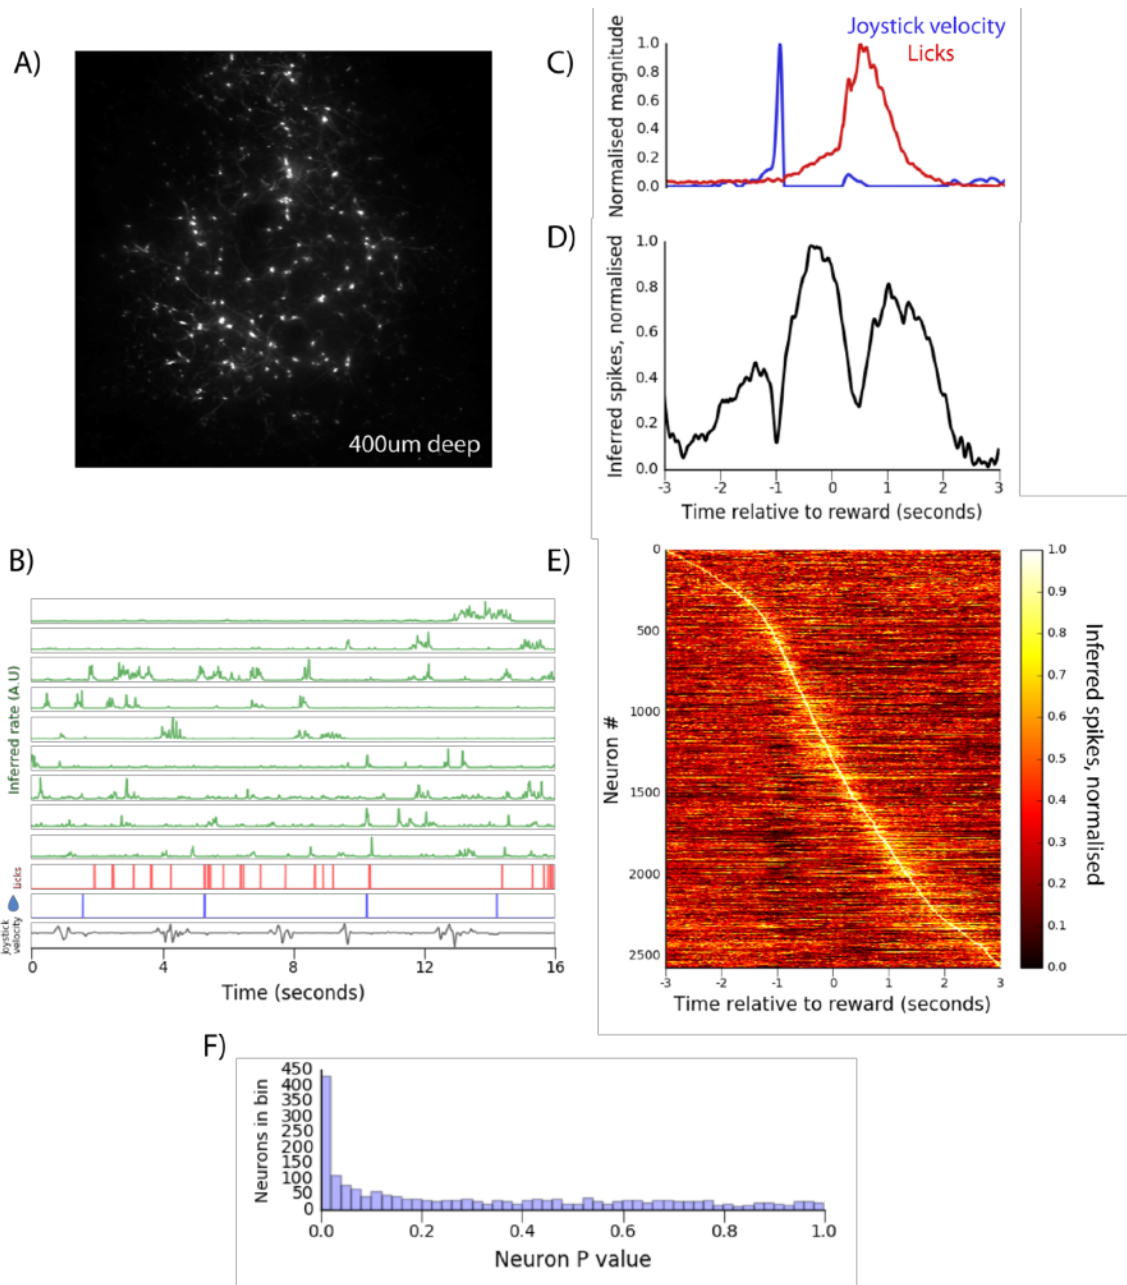 A)
400um deep
B)
Inferred rate (A.U)
Licks
Joystick
velocity
0 4 8 12 16
Time (seconds)
C)
Joystick velocity
Licks
Normalised magnitude
1.0
0.8
0.6
0.4
0.2
0.0
D)
Inferred spikes, normalised
1.0
0.8
0.6
0.4
0.2
0.0
-3 -2 -1 0 1 2 3
Time relative to reward (seconds)
E)
Neuron #
0
500
1000
1500
2000
2500
-3 -2 -1 0 1 2 3
Time relative to reward (seconds)
1.0
0.9
0.8
0.7
0.6
0.5
0.4
0.3
0.2
0.1
0.0
Inferred spikes, normalised
F)
Neurons in bin
450
400
350
300
250
200
150
100
50
0
0.0 0.2 0.4 0.6 0.8 1.0
Neuron P value